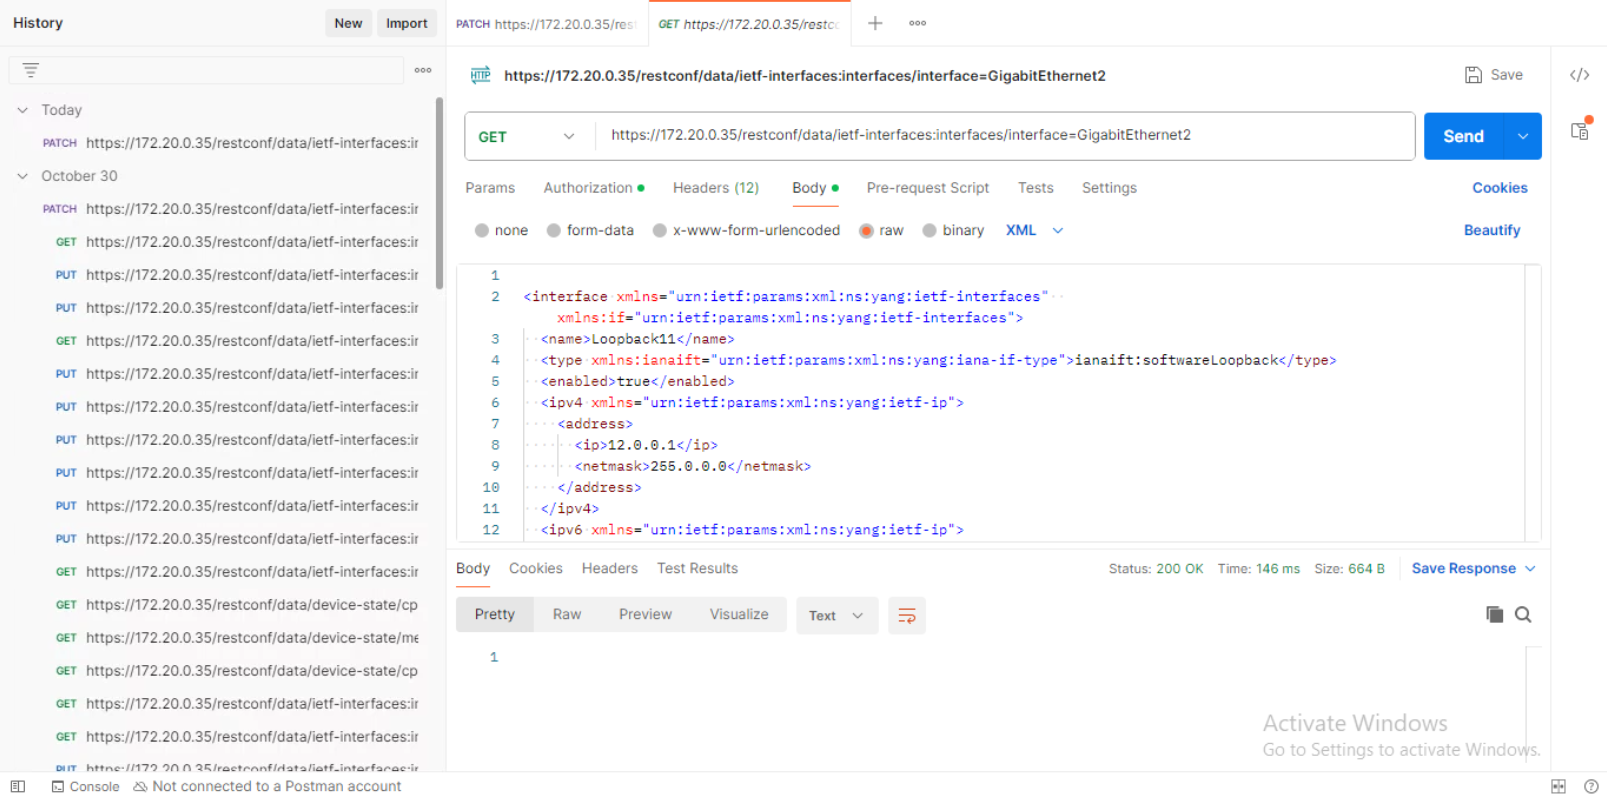 History
New
Import
Today
PATCH https://172.20.0.35/restconf/data/ietf-interfaces:ir
October 30
PATCH https://172.20.0.35/restconf/data/ietf-interfaces:ir
GET https://172.20.0.35/restconf/data/ietf-interfaces:ir
PUT https://172.20.0.35/restconf/data/ietf-interfaces:ir
PUT https://172.20.0.35/restconf/data/ietf-interfaces:ir
GET https://172.20.0.35/restconf/data/ietf-interfaces:ir
PUT https://172.20.0.35/restconf/data/ietf-interfaces:ir
PUT https://172.20.0.35/restconf/data/ietf-interfaces:ir
PUT https://172.20.0.35/restconf/data/ietf-interfaces:ir
PUT https://172.20.0.35/restconf/data/ietf-interfaces:ir
PUT https://172.20.0.35/restconf/data/ietf-interfaces:ir
PUT https://172.20.0.35/restconf/data/ietf-interfaces:ir
GET https://172.20.0.35/restconf/data/ietf-interfaces:ir
GET https://172.20.0.35/restconf/data/device-state/cp
GET https://172.20.0.35/restconf/data/device-state/me
GET https://172.20.0.35/restconf/data/device-state/cp
GET https://172.20.0.35/restconf/data/ietf-interfaces:ir
GET https://172.20.0.35/restconf/data/ietf-interfaces:ir
PUT https://172.20.0.35/restconf/data/ietf-interfaces:ir
PATCH https://172.20.0.35/res
GET https://172.20.0.35/restco
HTTP https://172.20.0.35/restconf/data/ietf-interfaces:interfaces/interface=GigabitEthernet2
Save
GET https://172.20.0.35/restconf/data/ietf-interfaces:interfaces/interface=GigabitEthernet2
Send
Params Authorization Headers (12) Body Pre-request Script Tests Settings Cookies
none form-data x-www-form-urlencoded raw binary XML Beautify
1
2 <interface xmlns="urn:ietf:params:xml:ns:yang:ietf-interfaces"
xmlns:if="urn:ietf:params:xml:ns:yang:ietf-interfaces">
3 <name>Loopback11</name>
4 <type xmlns:ianaift="urn:ietf:params:xml:ns:yang:iana-if-type">ianaift:softwareLoopback</type>
5 <enabled>true</enabled>
6 <ipv4 xmlns="urn:ietf:params:xml:ns:yang:ietf-ip">
7 <address>
8 <ip>12.0.0.1</ip>
9 <netmask>255.0.0.0</netmask>
10 </address>
11 </ipv4>
12 <ipv6 xmlns="urn:ietf:params:xml:ns:yang:ietf-ip">
Body Cookies Headers Test Results Status: 200 OK Time: 146 ms Size: 664 B Save Response
Pretty Raw Preview Visualize Text
1
Activate Windows
Go to Settings to activate Windows.
Console Not connected to a Postman account